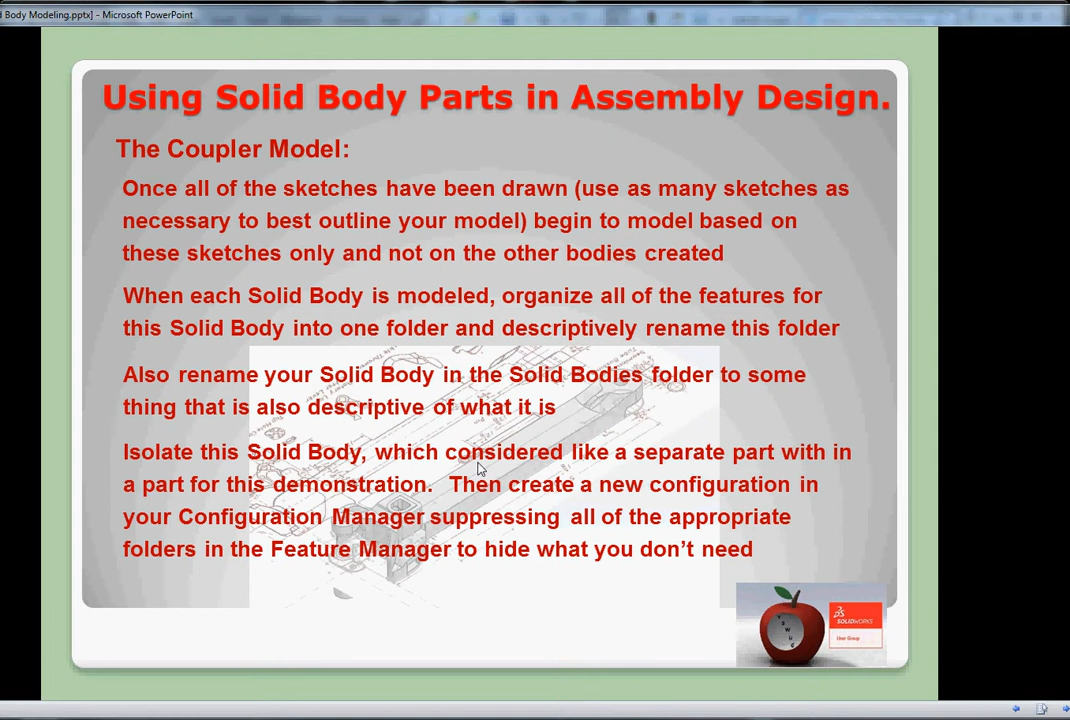 d Body Modeling.pptx] - Microsoft PowerPoint
Using Solid Body Parts in Assembly Design.
The Coupler Model:
Once all of the sketches have been drawn (use as many sketches as
necessary to best outline your model) begin to model based on
these sketches only and not on the other bodies created
When each Solid Body is modeled, organize all of the features for
this Solid Body into one folder and descriptively rename this folder
Also rename your Solid Body in the Solid Bodies folder to some
thing that is also descriptive of what it is
Isolate this Solid Body, which considered like a separate part with in
a part for this demonstration. Then create a new configuration in
your Configuration Manager suppressing all of the appropriate
folders in the Feature Manager to hide what you don’t need
SOLIDWORKS
User Group